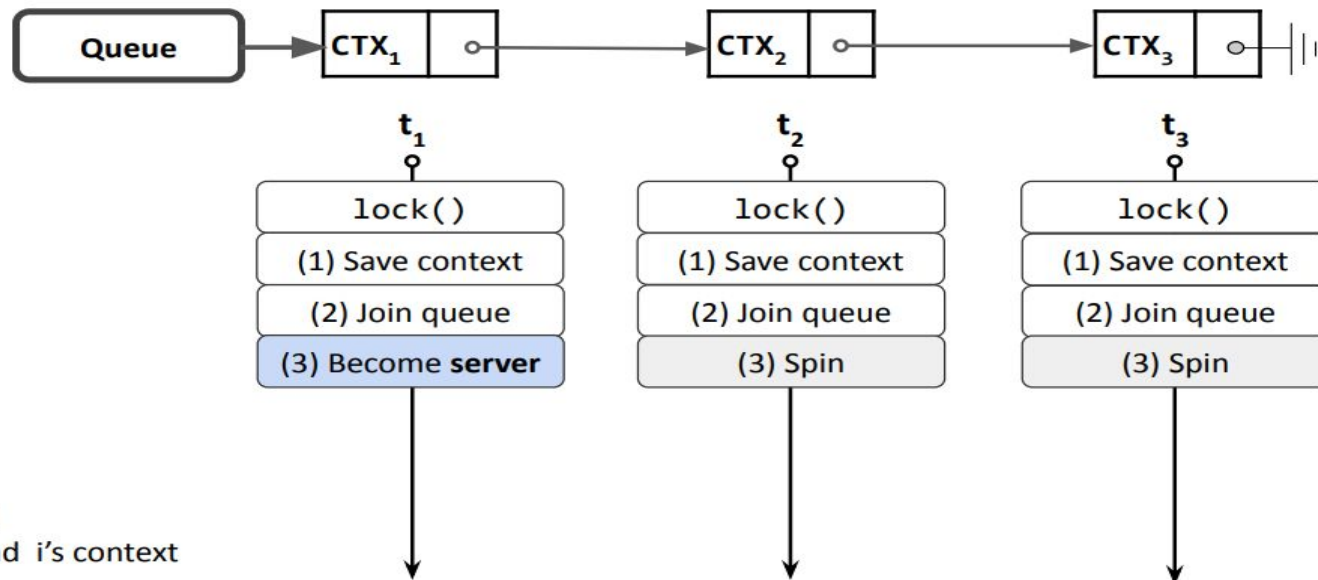 Queue CTX₁ CTX₂ CTX₃
t₁ t₂ t₃
lock() lock() lock()
(1) Save context (1) Save context (1) Save context
(2) Join queue (2) Join queue (2) Join queue
(3) Become server (3) Spin (3) Spin
i's context